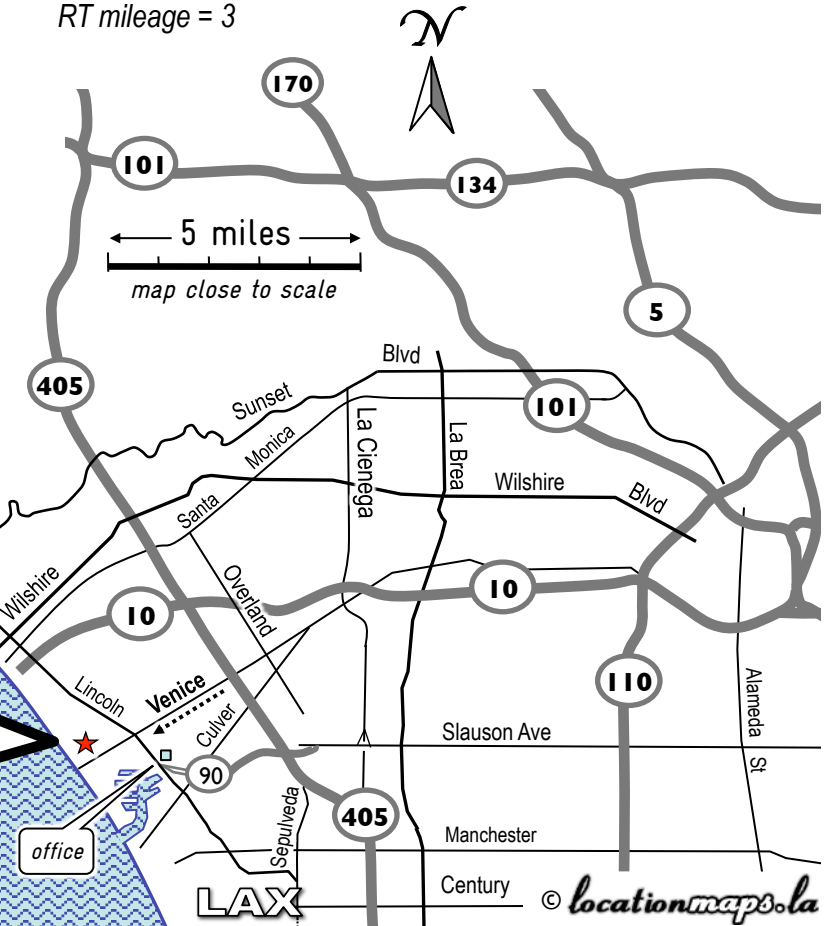 RT mileage = 3
N
170
101
134
5 miles
map close to scale
5
Blvd
405
Sunset
101
Monica
La Cienega
La Brea
Wilshire
Blvd
Santa
Wilshire
Overland
10
10
Lincoln
Venice
110
Alameda St
Culver
Slauson Ave
90
Sepulveda
405
office
Manchester
LAX
Century
© locationmaps.la